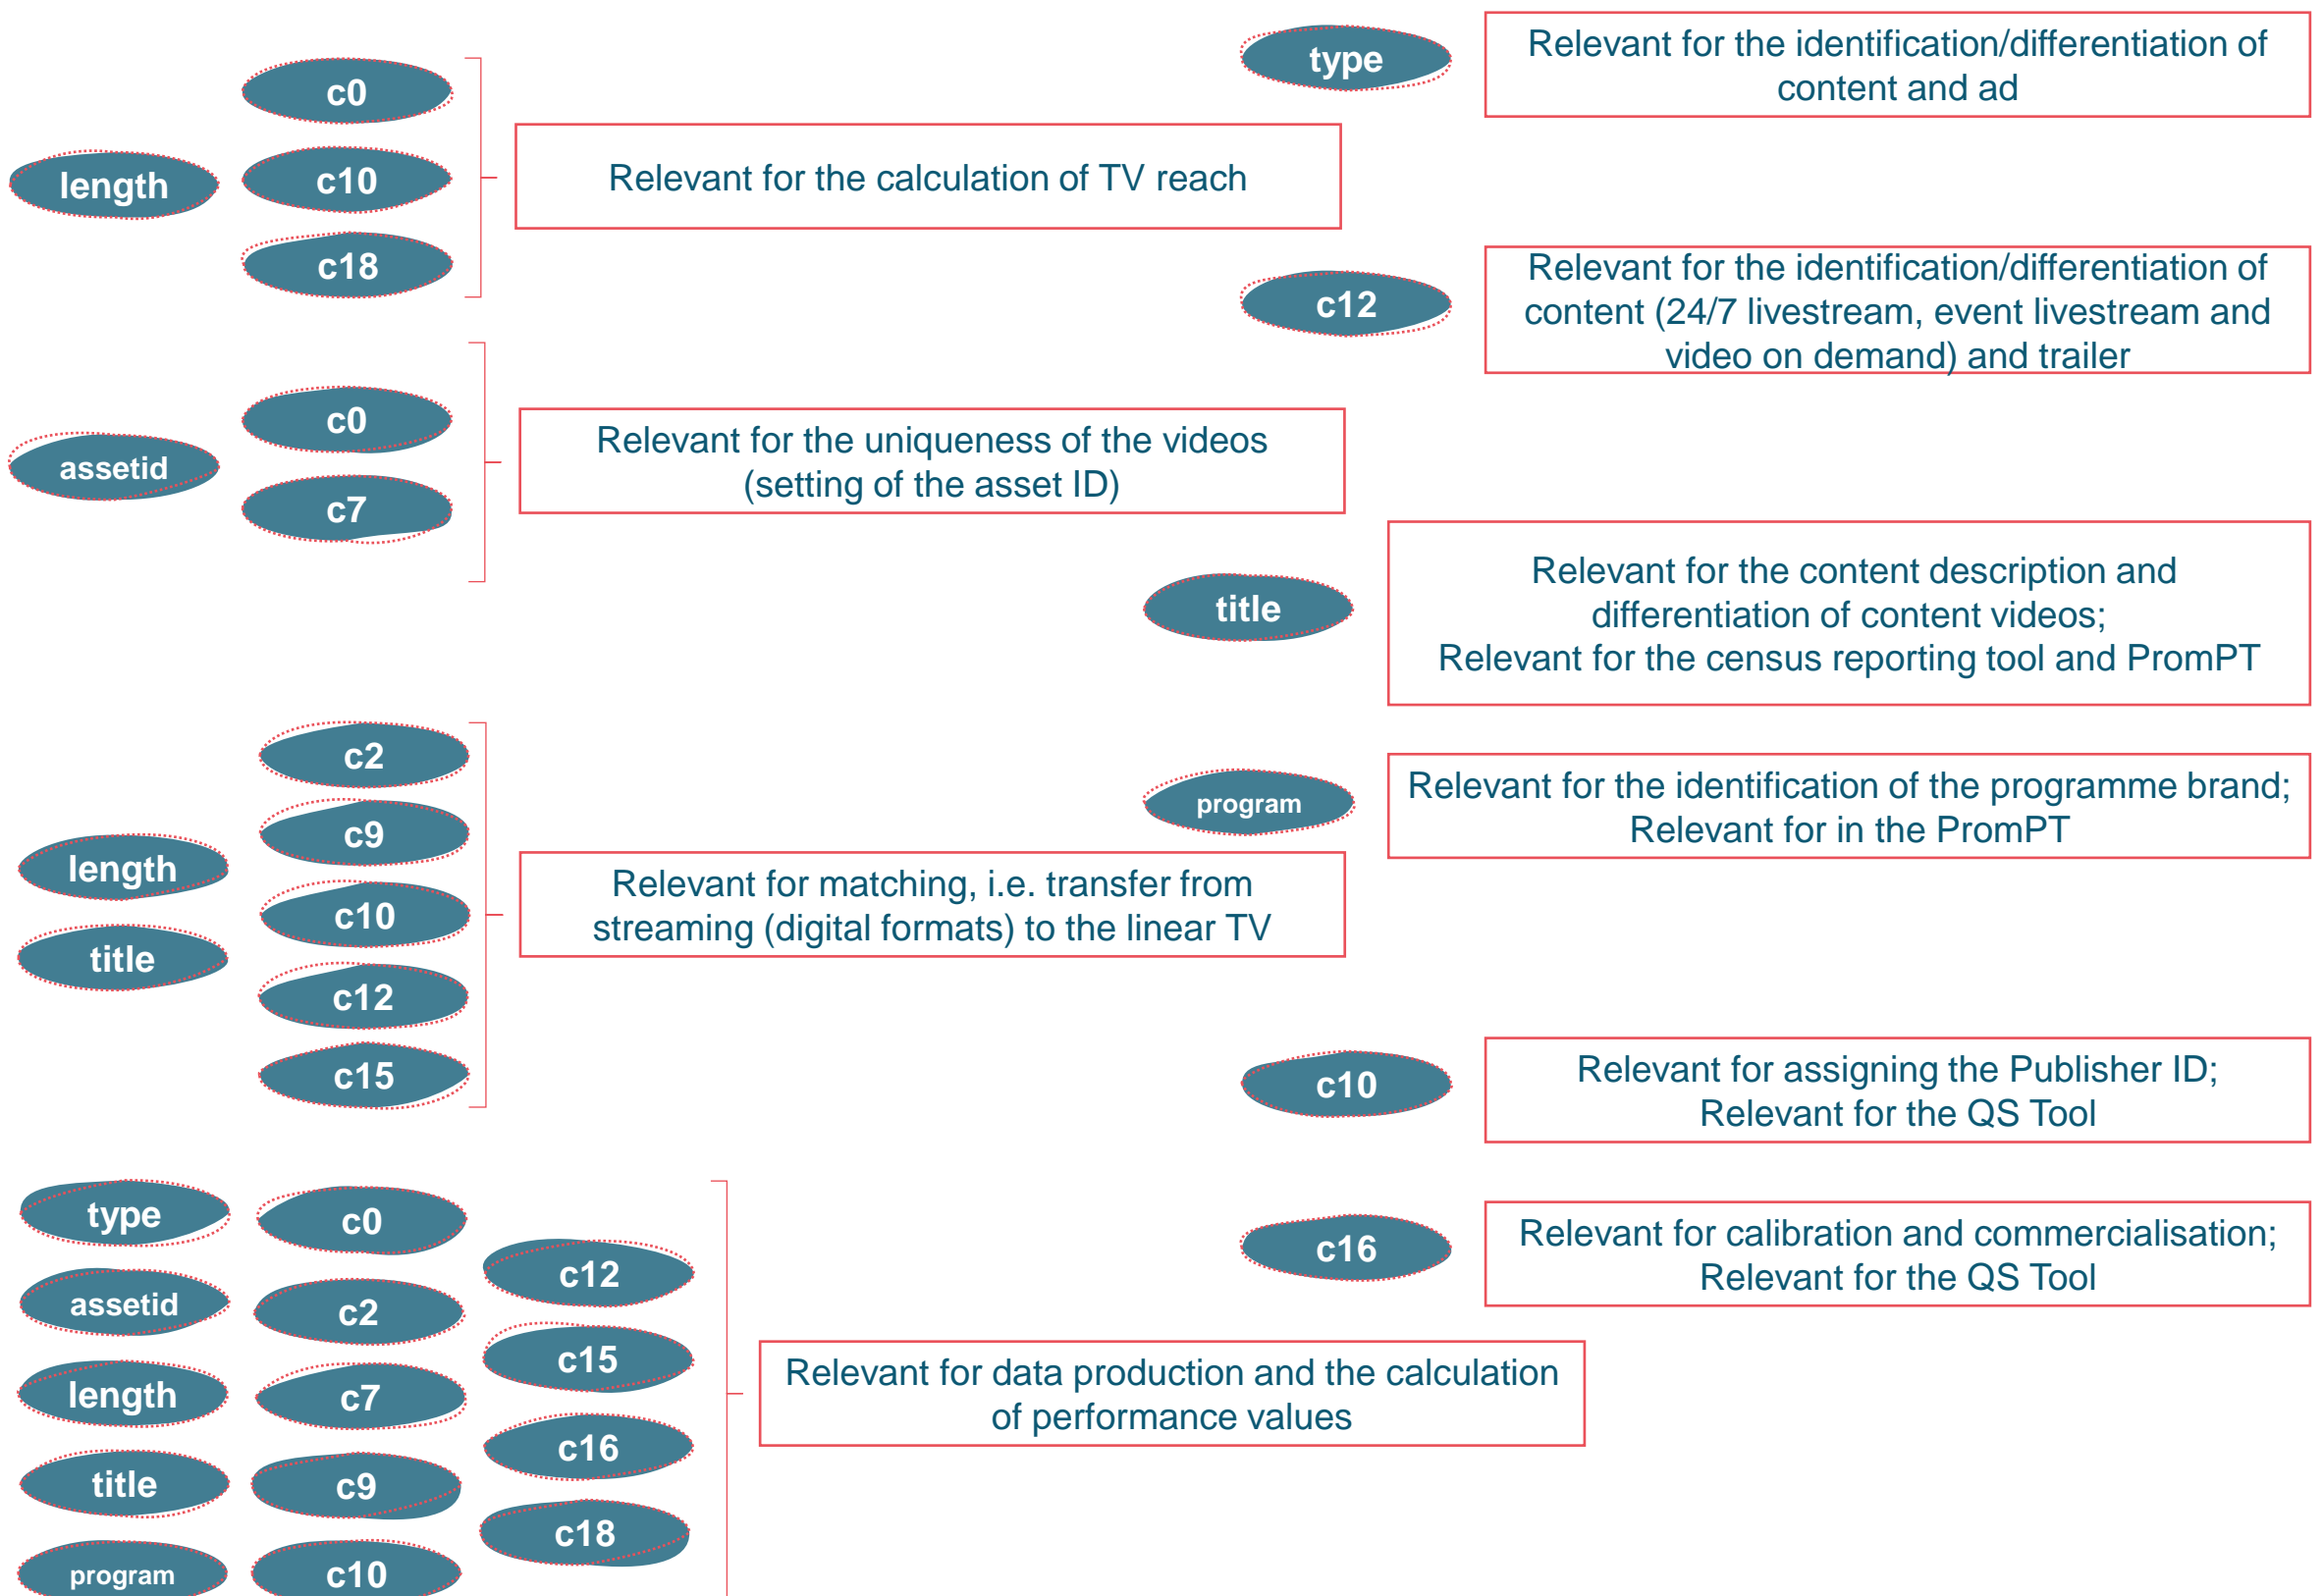 type
Relevant for the identification/differentiation of
content and ad
c0
length
c10
c18
Relevant for the calculation of TV reach
c12
Relevant for the identification/differentiation of
content (24/7 livestream, event livestream and
video on demand) and trailer
assetid
c0
c7
Relevant for the uniqueness of the videos
(setting of the asset ID)
title
Relevant for the content description and
differentiation of content videos;
Relevant for the census reporting tool and PromPT
program
Relevant for the identification of the programme brand;
Relevant for in the PromPT
length
title
c2
c9
c10
c12
c15
Relevant for matching, i.e. transfer from
streaming (digital formats) to the linear TV
c10
Relevant for assigning the Publisher ID;
Relevant for the QS Tool
c16
Relevant for calibration and commercialisation;
Relevant for the QS Tool
type
assetid
length
title
program
c0
c2
c7
c9
c10
c12
c15
c16
c18
Relevant for data production and the calculation
of performance values